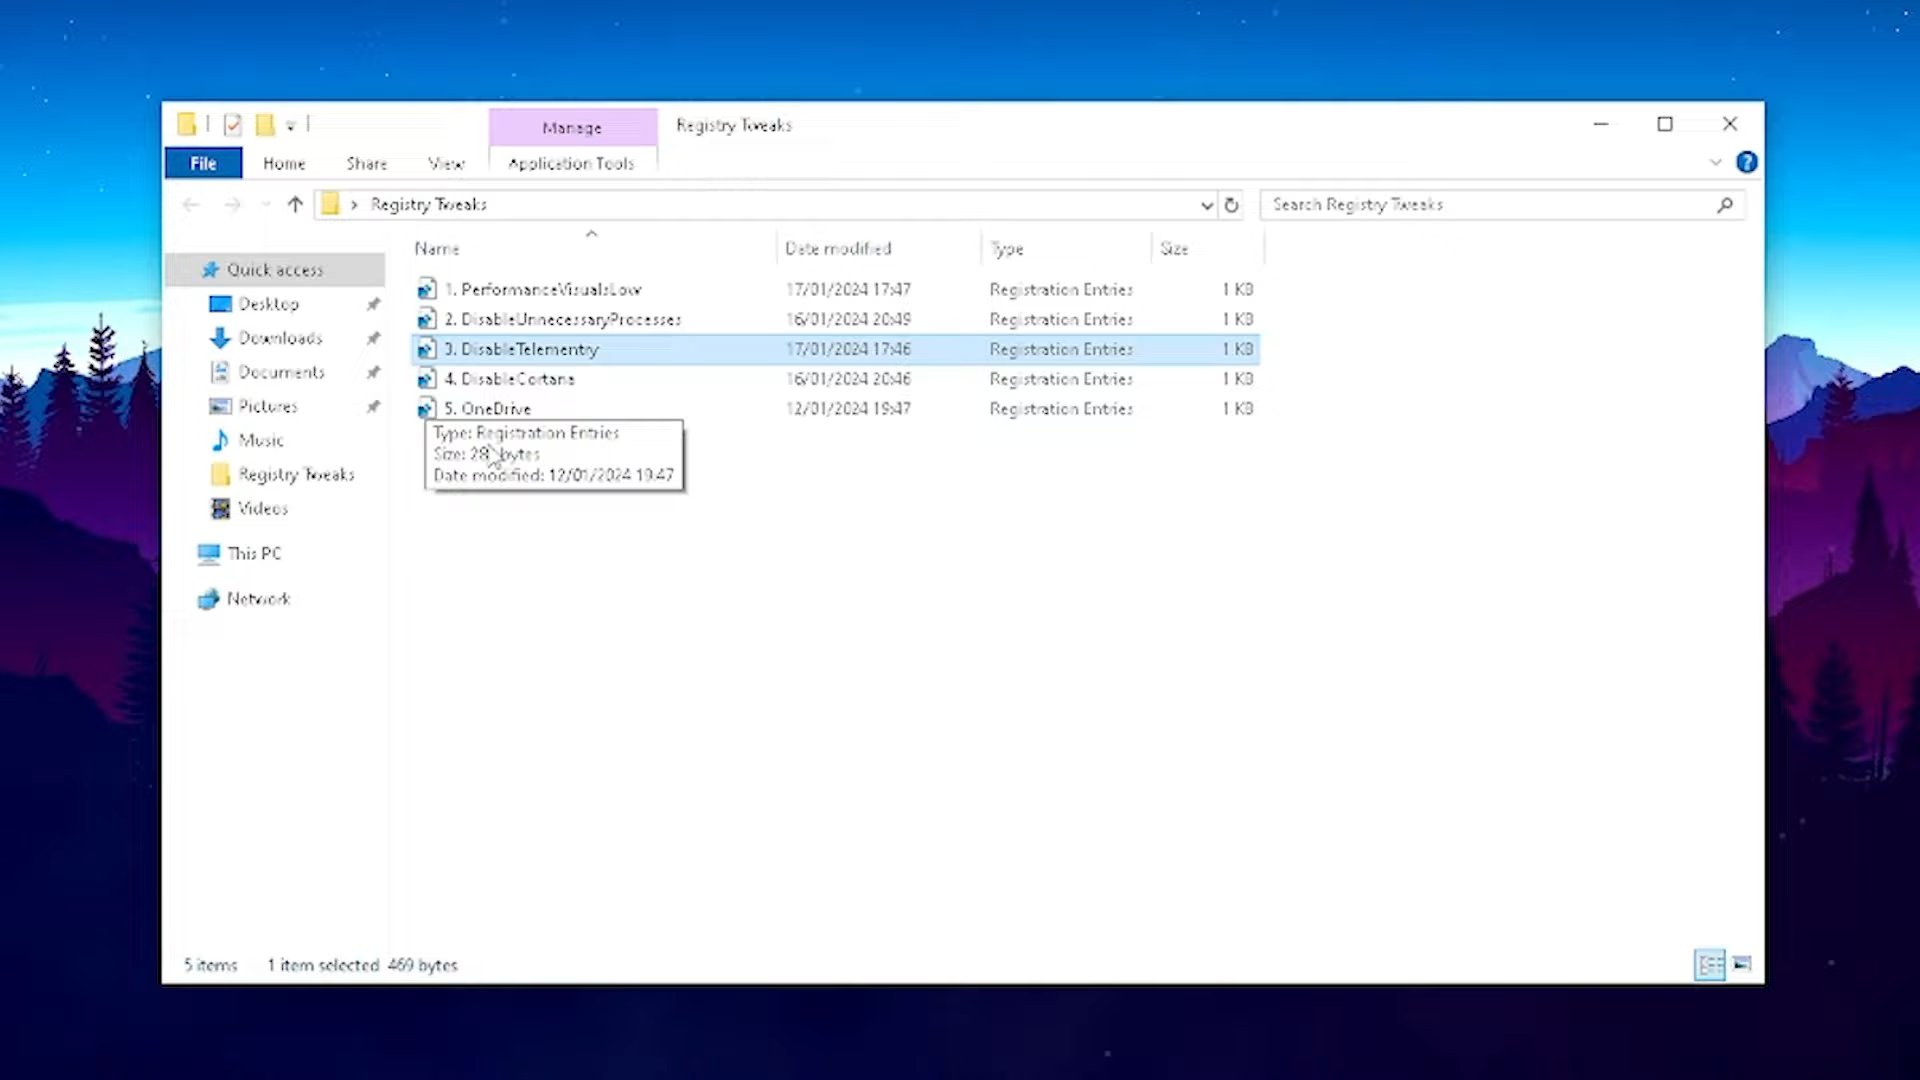 Manage
Registry Tweaks
File
Home
Share
View
Application Tools
Registry Tweaks
Search Registry Tweaks
Name
Date modified
Type
Size
Quick access
Desktop
Downloads
Documents
Pictures
Music
Registry Tweaks
Videos
This PC
Network
1. PerformanceVisualsLow 17/01/2024 17:47 Registration Entries 1 KB
2. DisableUnnecessaryProcesses 16/01/2024 20:49 Registration Entries 1 KB
3. DisableTelementry 17/01/2024 17:46 Registration Entries 1 KB
4. DisableCortana 16/01/2024 20:46 Registration Entries 1 KB
5. OneDrive 12/01/2024 19:47 Registration Entries 1 KB
Type: Registration Entries
Size: bytes
Date modified: 12/01/2024 19:47
5 items 1 item selected 469 bytes